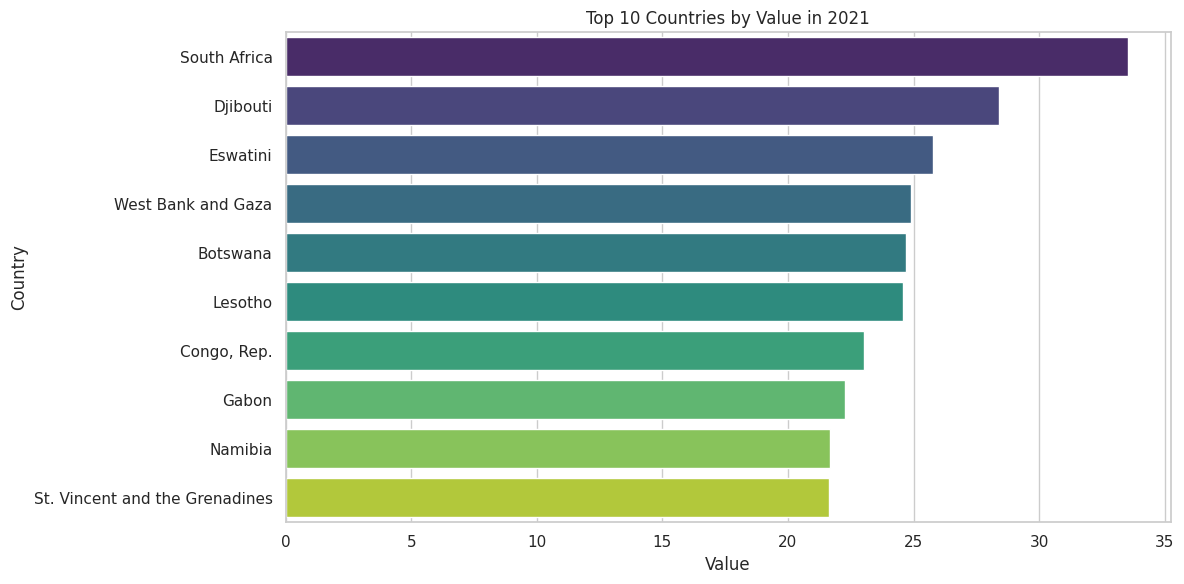 Top 10 Countries by Value in 2021
South Africa
Djibouti
Eswatini
West Bank and Gaza
Botswana
Lesotho
Congo, Rep.
Gabon
Namibia
St. Vincent and the Grenadines
Country
0 5 10 15 20 25 30 35
Value